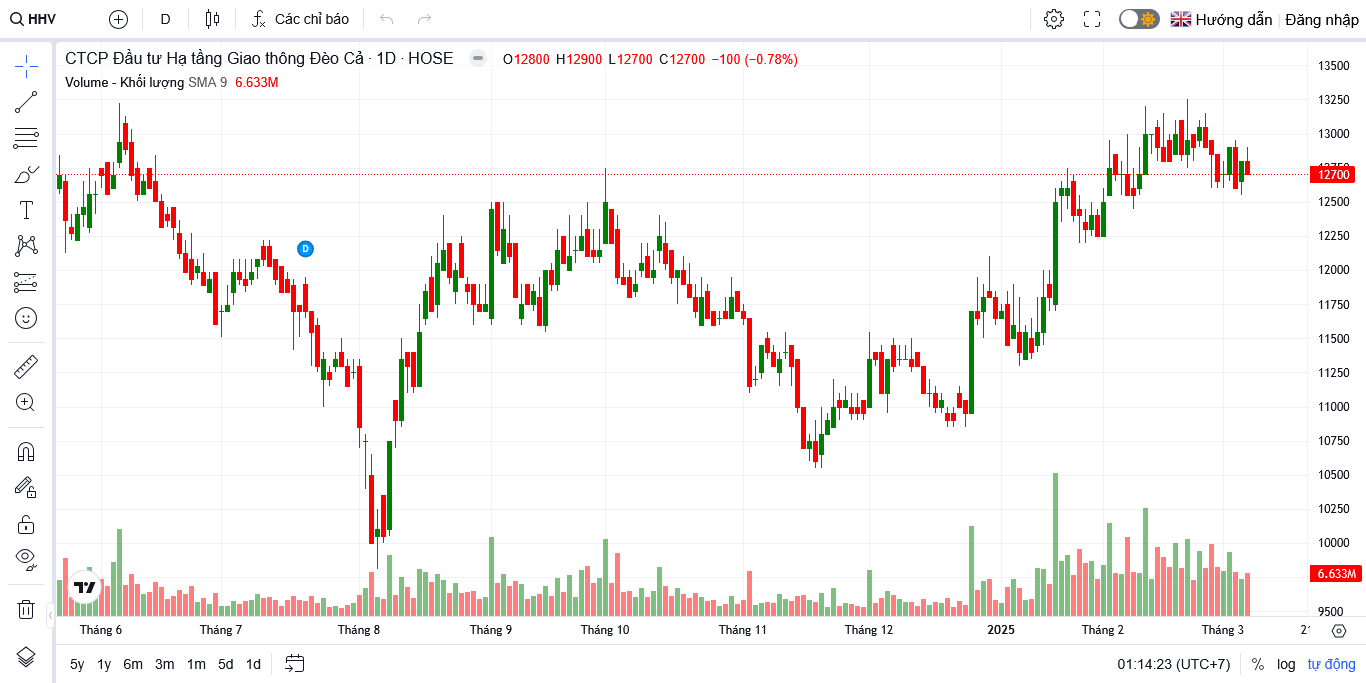 HHV D Các chỉ báo Hướng dẫn Đăng nhập
CTCP Đầu tư Hạ tầng Giao thông Đèo Cả · 1D · HOSE O12800 H12900 L12700 C12700 −100 (−0.78%)
Volume - Khối lượng SMA 9 6.633M
D
13500
13250
13000
12750
12700
12500
12250
12000
11750
11500
11250
11000
10750
10500
10250
10000
6.633M
9500
Tháng 6 Tháng 7 Tháng 8 Tháng 9 Tháng 10 Tháng 11 Tháng 12 2025 Tháng 2 Tháng 3 21
5y 1y 6m 3m 1m 5d 1d 01:14:23 (UTC+7) % log tự động